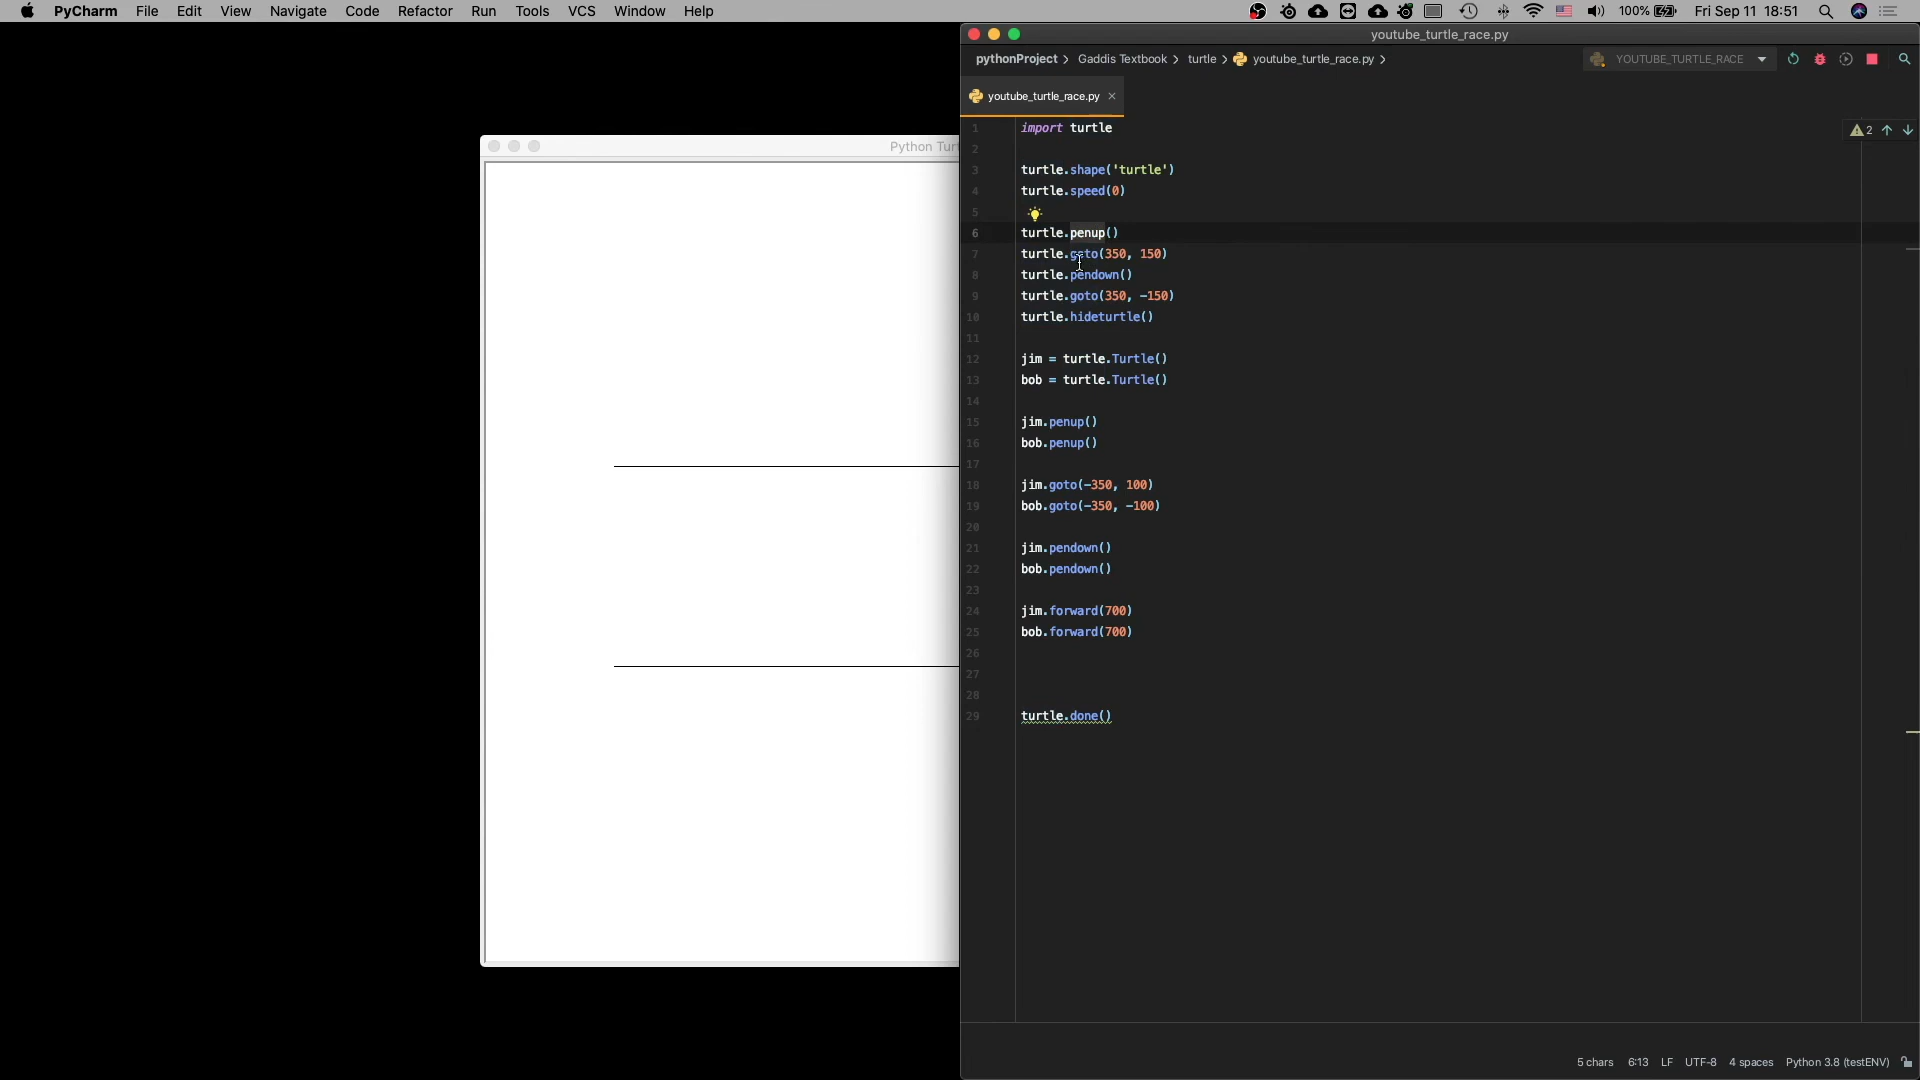 PyCharm File Edit View Navigate Code Refactor Run Tools VCS Window Help 100% Fri Sep 11 18:51
youtube_turtle_race.py
pythonProject Gaddis Textbook turtle youtube_turtle_race.py YOUTUBE_TURTLE_RACE
youtube_turtle_race.py
Python Turt
2
1 import turtle
2
3 turtle.shape('turtle')
4 turtle.speed(0)
5
6 turtle.penup()
7 turtle.goto(350, 150)
8 turtle.pendown()
9 turtle.goto(350, -150)
10 turtle.hideturtle()
11
12 jim = turtle.Turtle()
13 bob = turtle.Turtle()
14
15 jim.penup()
16 bob.penup()
17
18 jim.goto(-350, 100)
19 bob.goto(-350, -100)
20
21 jim.pendown()
22 bob.pendown()
23
24 jim.forward(700)
25 bob.forward(700)
26
27
28
29 turtle.done()
5 chars 6:13 LF UTF-8 4 spaces Python 3.8 (testENV)